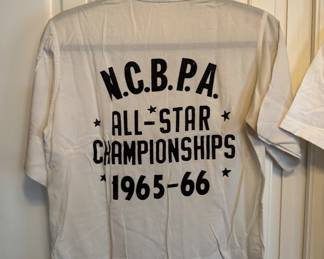 N.C.B.P.A.
ALL-STAR
CHAMPIONSHIPS
1965-66